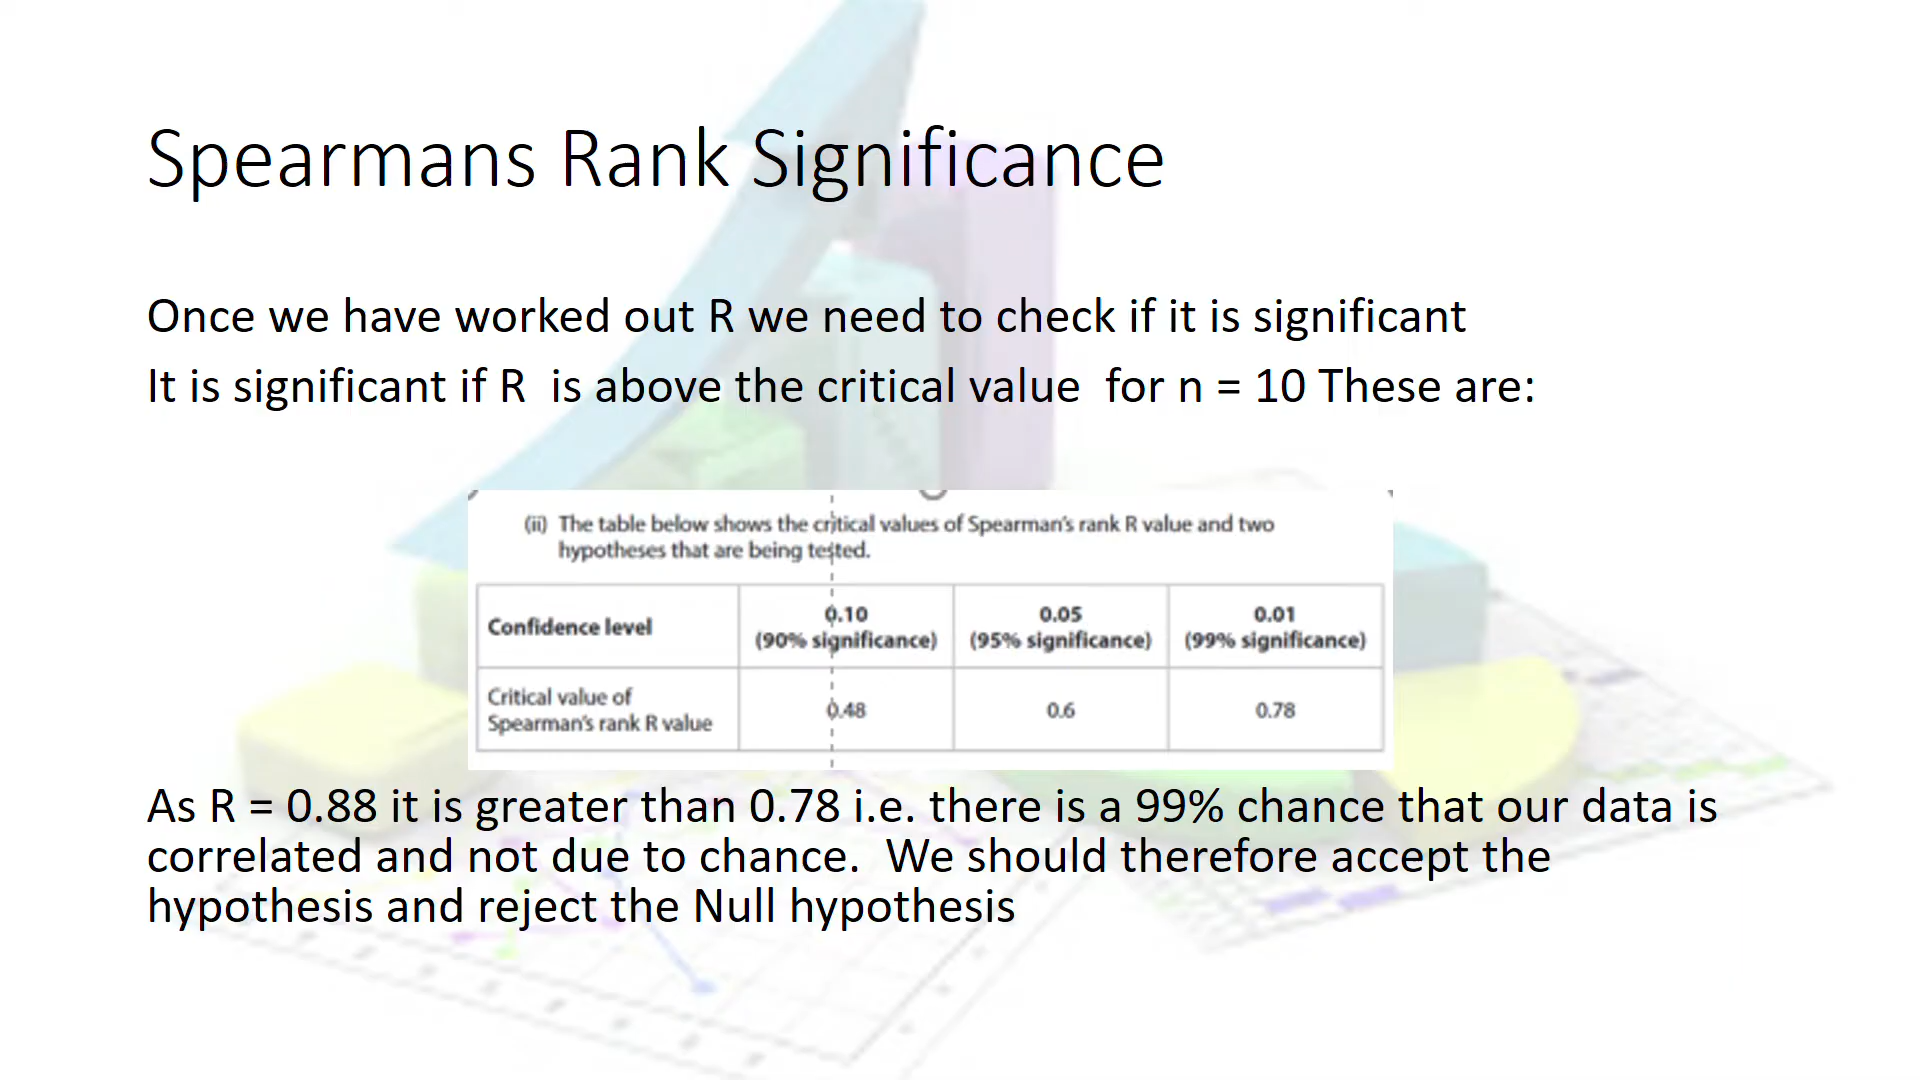 Spearmans Rank Significance
Once we have worked out R we need to check if it is significant
It is significant if R  is above the critical value  for n = 10 These are:
(ii) The table below shows the critical values of Spearman's rank R value and two
hypotheses that are being tested.
Confidence level
0.10
(90% significance)
0.05
(95% significance)
0.01
(99% significance)
Critical value of
Spearman's rank R value
0.48
0.6
0.78
As R = 0.88 it is greater than 0.78 i.e. there is a 99% chance that our data is
correlated and not due to chance.  We should therefore accept the
hypothesis and reject the Null hypothesis